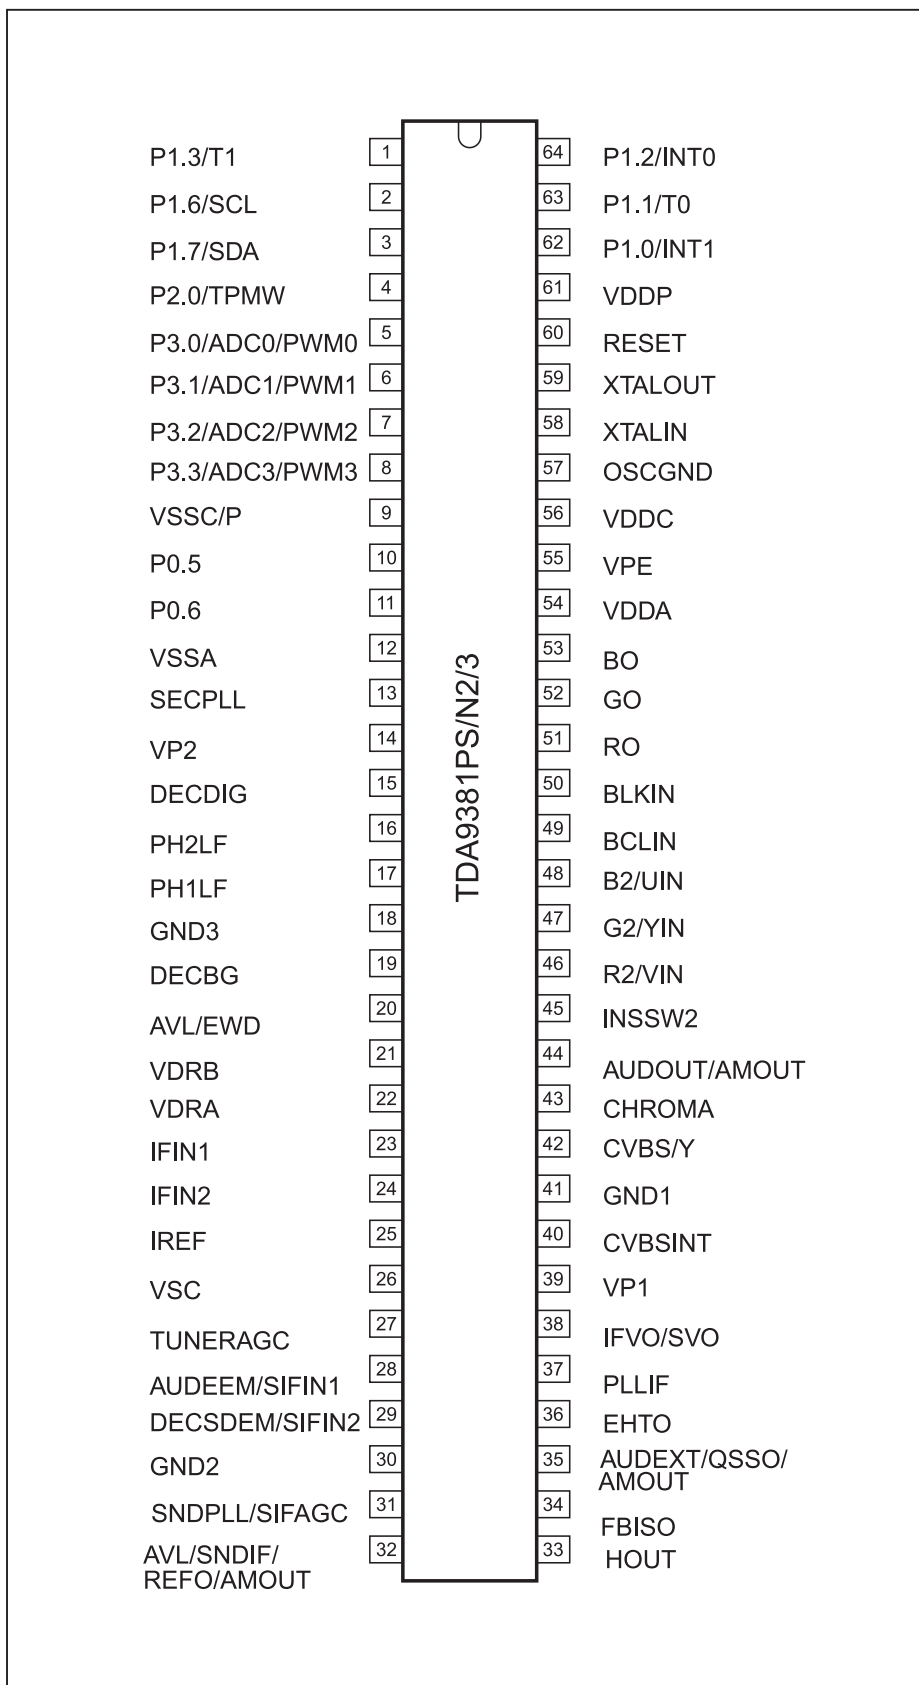 P1.3/T1 1 64 P1.2/INT0
P1.6/SCL 2 63 P1.1/T0
P1.7/SDA 3 62 P1.0/INT1
P2.0/TPMW 4 61 VDDP
P3.0/ADC0/PWM0 5 60 RESET
P3.1/ADC1/PWM1 6 59 XTALOUT
P3.2/ADC2/PWM2 7 58 XTALIN
P3.3/ADC3/PWM3 8 57 OSCGND
VSSC/P 9 56 VDDC
P0.5 10 55 VPE
P0.6 11 54 VDDA
VSSA 12 53 BO
SECPLL 13 52 GO
VP2 14 51 RO
DECDIG 15 50 BLKIN
PH2LF 16 49 BCLIN
PH1LF 17 48 B2/UIN
GND3 18 47 G2/YIN
DECBG 19 46 R2/VIN
AVL/EWD 20 45 INSSW2
VDRB 21 44 AUDOUT/AMOUT
VDRA 22 43 CHROMA
IFIN1 23 42 CVBS/Y
IFIN2 24 41 GND1
IREF 25 40 CVBSINT
VSC 26 39 VP1
TUNERAGC 27 38 IFVO/SVO
AUDEEM/SIFIN1 28 37 PLLIF
DECSDEM/SIFIN2 29 36 EHTO
GND2 30 35 AUDEXT/QSSO/
AMOUT
SNDPLL/SIFAGC 31 34 FBISO
AVL/SNDIF/ 32 33 HOUT
REFO/AMOUT
TDA9381PS/N2/3